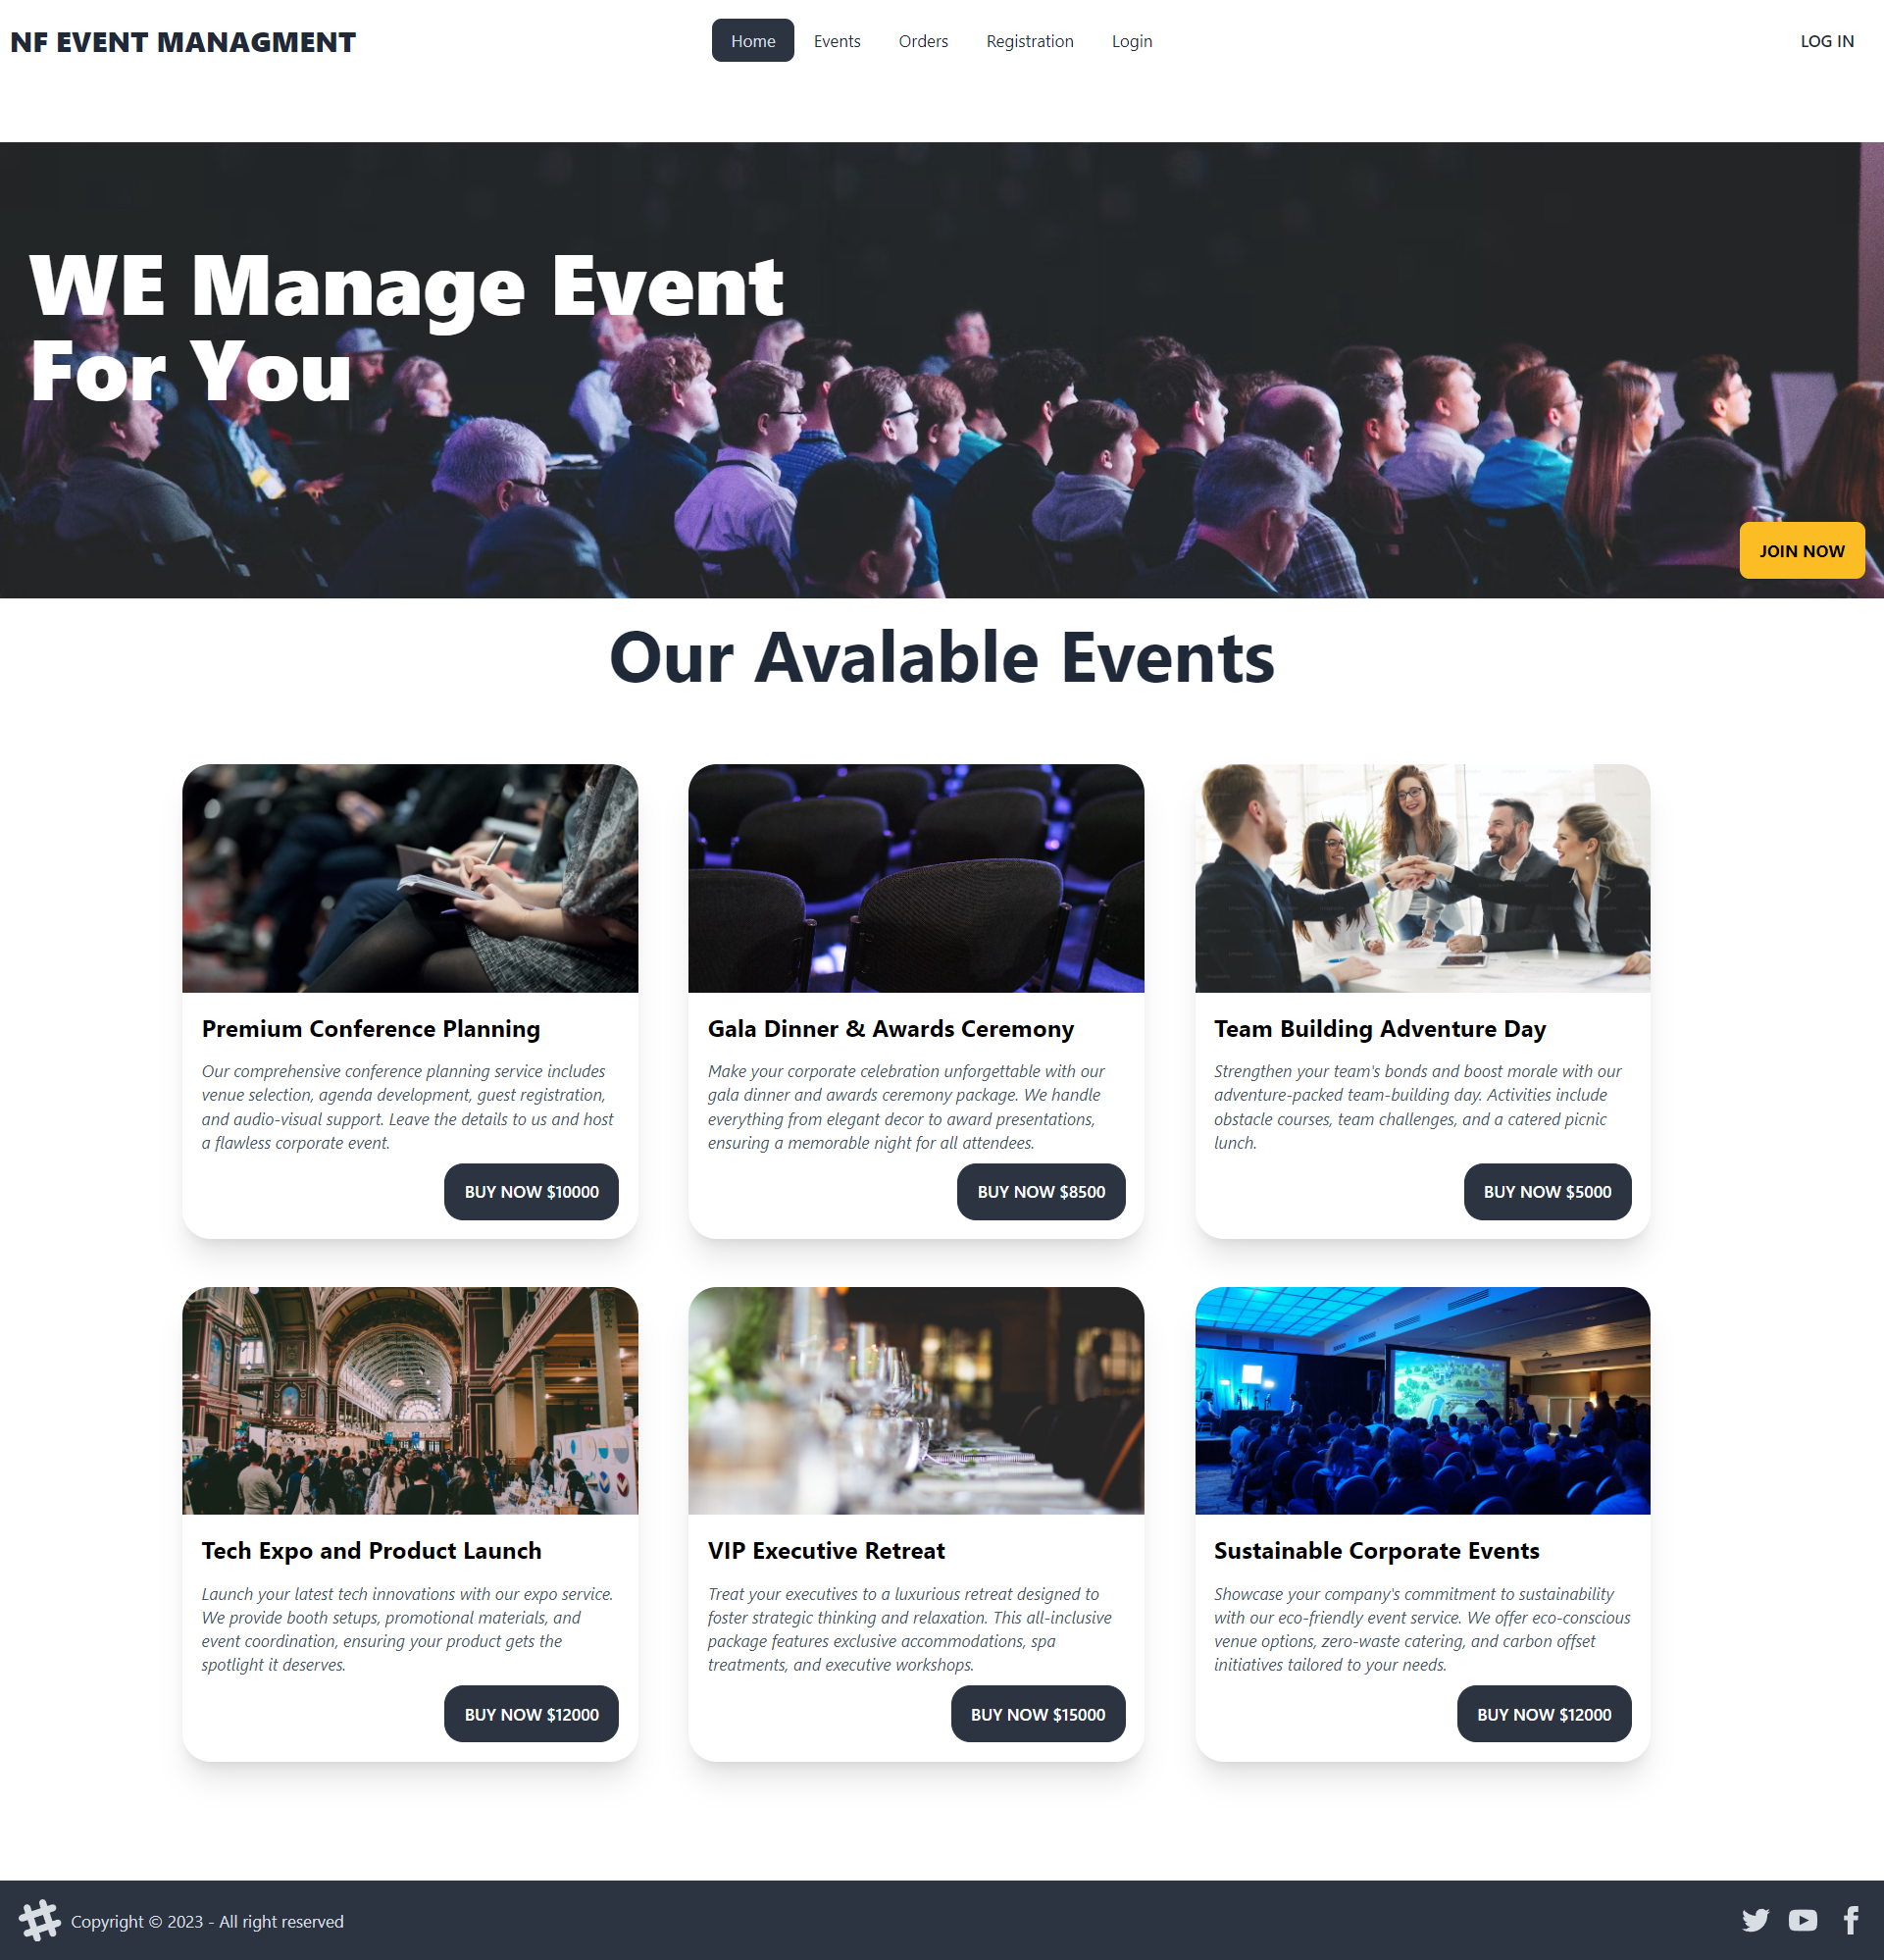 NF EVENT MANAGMENT
Home
Events
Orders
Registration
Login
LOG IN
WE Manage Event
For You
JOIN NOW
Our Avalable Events
Premium Conference Planning
Our comprehensive conference planning service includes
venue selection, agenda development, guest registration,
and audio-visual support. Leave the details to us and host
a flawless corporate event.
BUY NOW $10000
Gala Dinner & Awards Ceremony
Make your corporate celebration unforgettable with our
gala dinner and awards ceremony package. We handle
everything from elegant decor to award presentations,
ensuring a memorable night for all attendees.
BUY NOW $8500
Team Building Adventure Day
Strengthen your team's bonds and boost morale with our
adventure-packed team-building day. Activities include
obstacle courses, team challenges, and a catered picnic
lunch.
BUY NOW $5000
Tech Expo and Product Launch
Launch your latest tech innovations with our expo service.
We provide booth setups, promotional materials, and
event coordination, ensuring your product gets the
spotlight it deserves.
BUY NOW $12000
VIP Executive Retreat
Treat your executives to a luxurious retreat designed to
foster strategic thinking and relaxation. This all-inclusive
package features exclusive accommodations, spa
treatments, and executive workshops.
BUY NOW $15000
Sustainable Corporate Events
Showcase your company's commitment to sustainability
with our eco-friendly event service. We offer eco-conscious
venue options, zero-waste catering, and carbon offset
initiatives tailored to your needs.
BUY NOW $12000
Copyright © 2023 - All right reserved